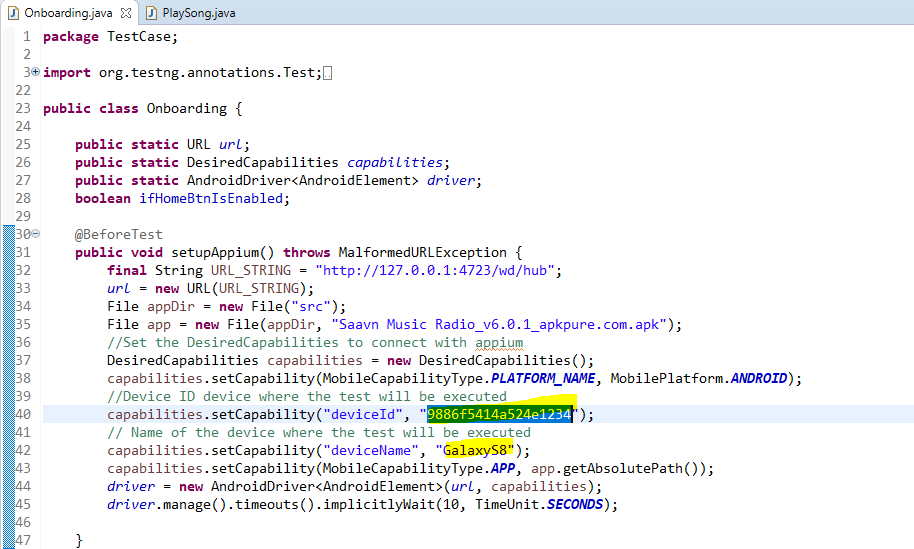 Onboarding.java PlaySong.java
1 package TestCase;
2
3 import org.testng.annotations.Test;
22
23 public class Onboarding {
24
25 public static URL url;
26 public static DesiredCapabilities capabilities;
27 public static AndroidDriver<AndroidElement> driver;
28 boolean ifHomeBtnIsEnabled;
29
30 @BeforeTest
31 public void setupAppium() throws MalformedURLException {
32 final String URL_STRING = "http://127.0.0.1:4723/wd/hub";
33 url = new URL(URL_STRING);
34 File appDir = new File("src");
35 File app = new File(appDir, "Saavn Music Radio_v6.0.1_apkpure.com.apk");
36 //Set the DesiredCapabilities to connect with appium
37 DesiredCapabilities capabilities = new DesiredCapabilities();
38 capabilities.setCapability(MobileCapabilityType.PLATFORM_NAME, MobilePlatform.ANDROID);
39 //Device ID device where the test will be executed
40 capabilities.setCapability("deviceId", "9886f5414a524e1234");
41 // Name of the device where the test will be executed
42 capabilities.setCapability("deviceName", "GalaxyS8");
43 capabilities.setCapability(MobileCapabilityType.APP, app.getAbsolutePath());
44 driver = new AndroidDriver<AndroidElement>(url, capabilities);
45 driver.manage().timeouts().implicitlyWait(10, TimeUnit.SECONDS);
46
47 }